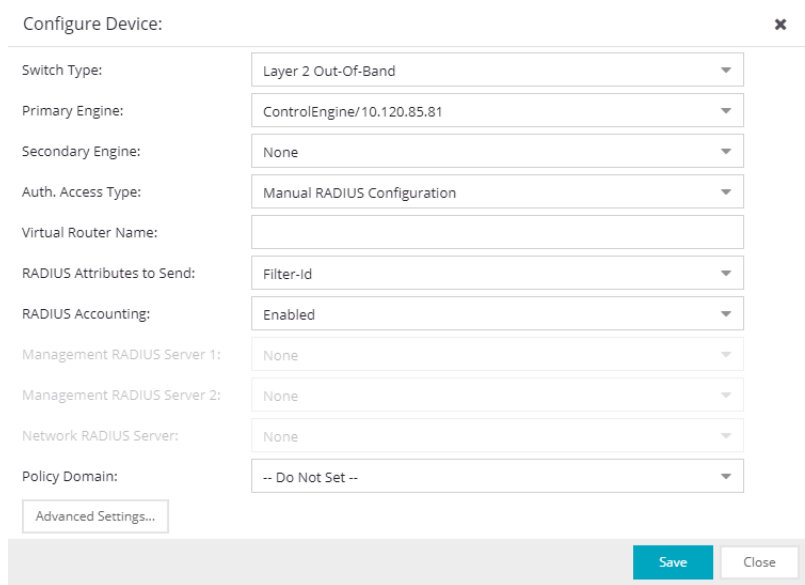 Configure Device:
Switch Type: Layer 2 Out-Of-Band
Primary Engine: ControlEngine/10.120.85.81
Secondary Engine: None
Auth. Access Type: Manual RADIUS Configuration
Virtual Router Name:
RADIUS Attributes to Send: Filter-Id
RADIUS Accounting: Enabled
Management RADIUS Server 1: None
Management RADIUS Server 2: None
Network RADIUS Server: None
Policy Domain: -- Do Not Set --
Advanced Settings...
Save Close